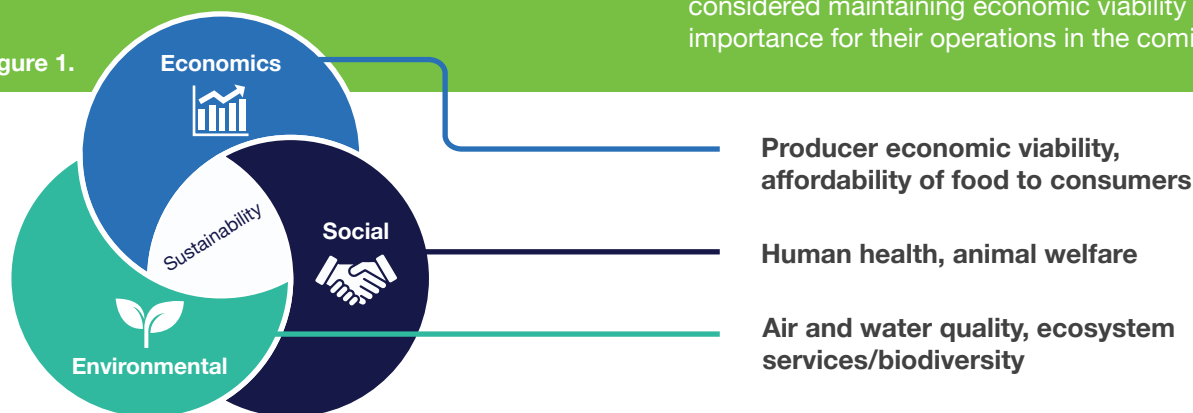 considered maintaining economic viability
importance for their operations in the
gure 1.
Economics
Sustainability
Social
Environmental
Producer economic viability,
affordability of food to consumers
Human health, animal welfare
Air and water quality, ecosystem
services/biodiversity